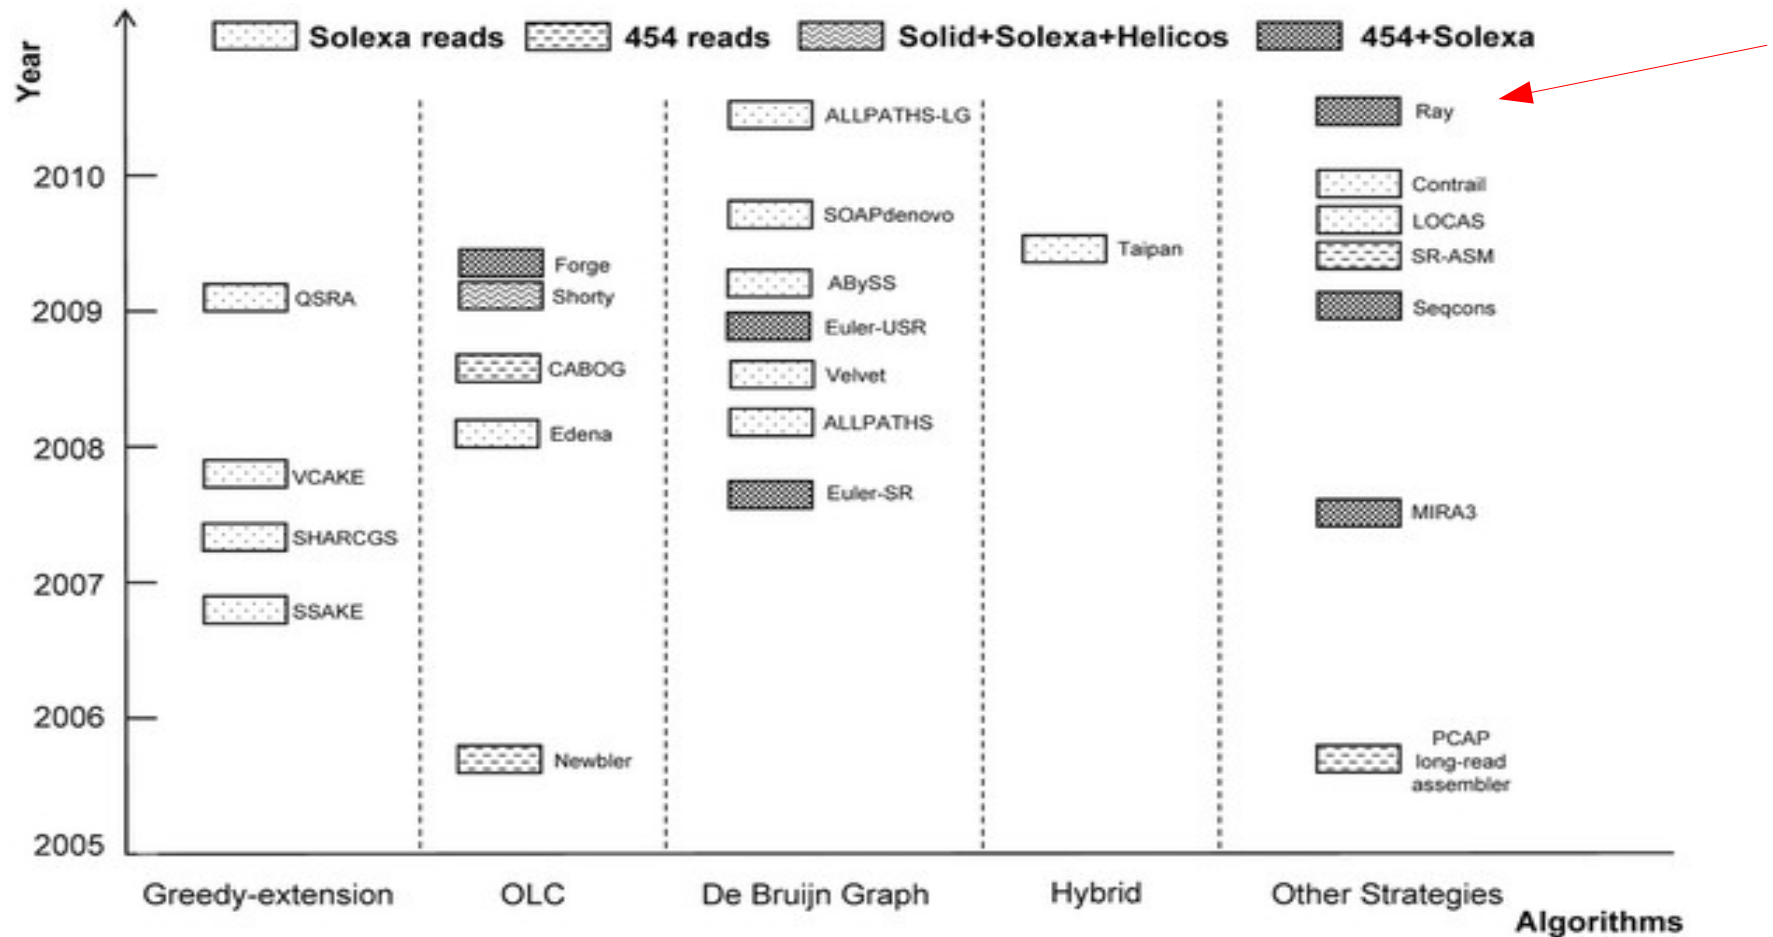 Year
Solexa reads
454 reads
Solid+Solexa+Helicos
454+Solexa
2010
2009
2008
2007
2006
2005
QSRA
VCAKE
SHARCGS
SSAKE
Forge
Shorty
CABOG
Edena
Newbler
ALLPATHS-LG
SOAPdenovo
ABySS
Euler-USR
Velvet
ALLPATHS
Euler-SR
Taipan
Ray
Contrail
LOCAS
SR-ASM
Seqcons
MIRA3
PCAP
long-read
assembler
Greedy-extension
OLC
De Bruijn Graph
Hybrid
Other Strategies
Algorithms